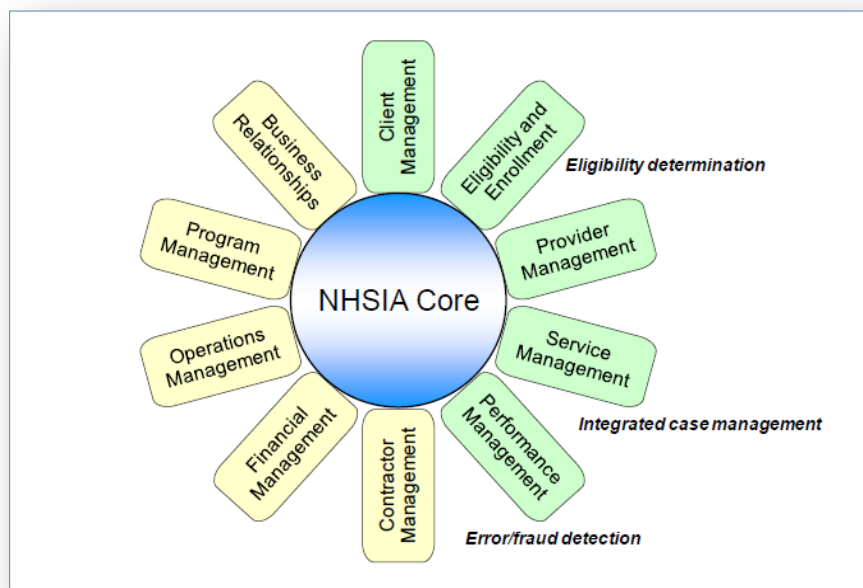 Client
Management
Eligibility and
Enrollment
Eligibility determination
Provider
Management
Service
Management
Integrated case management
Performance
Management
Error/fraud detection
Contractor
Management
Financial
Management
Operations
Management
Program
Management
Business
Relationships
NHSIA Core